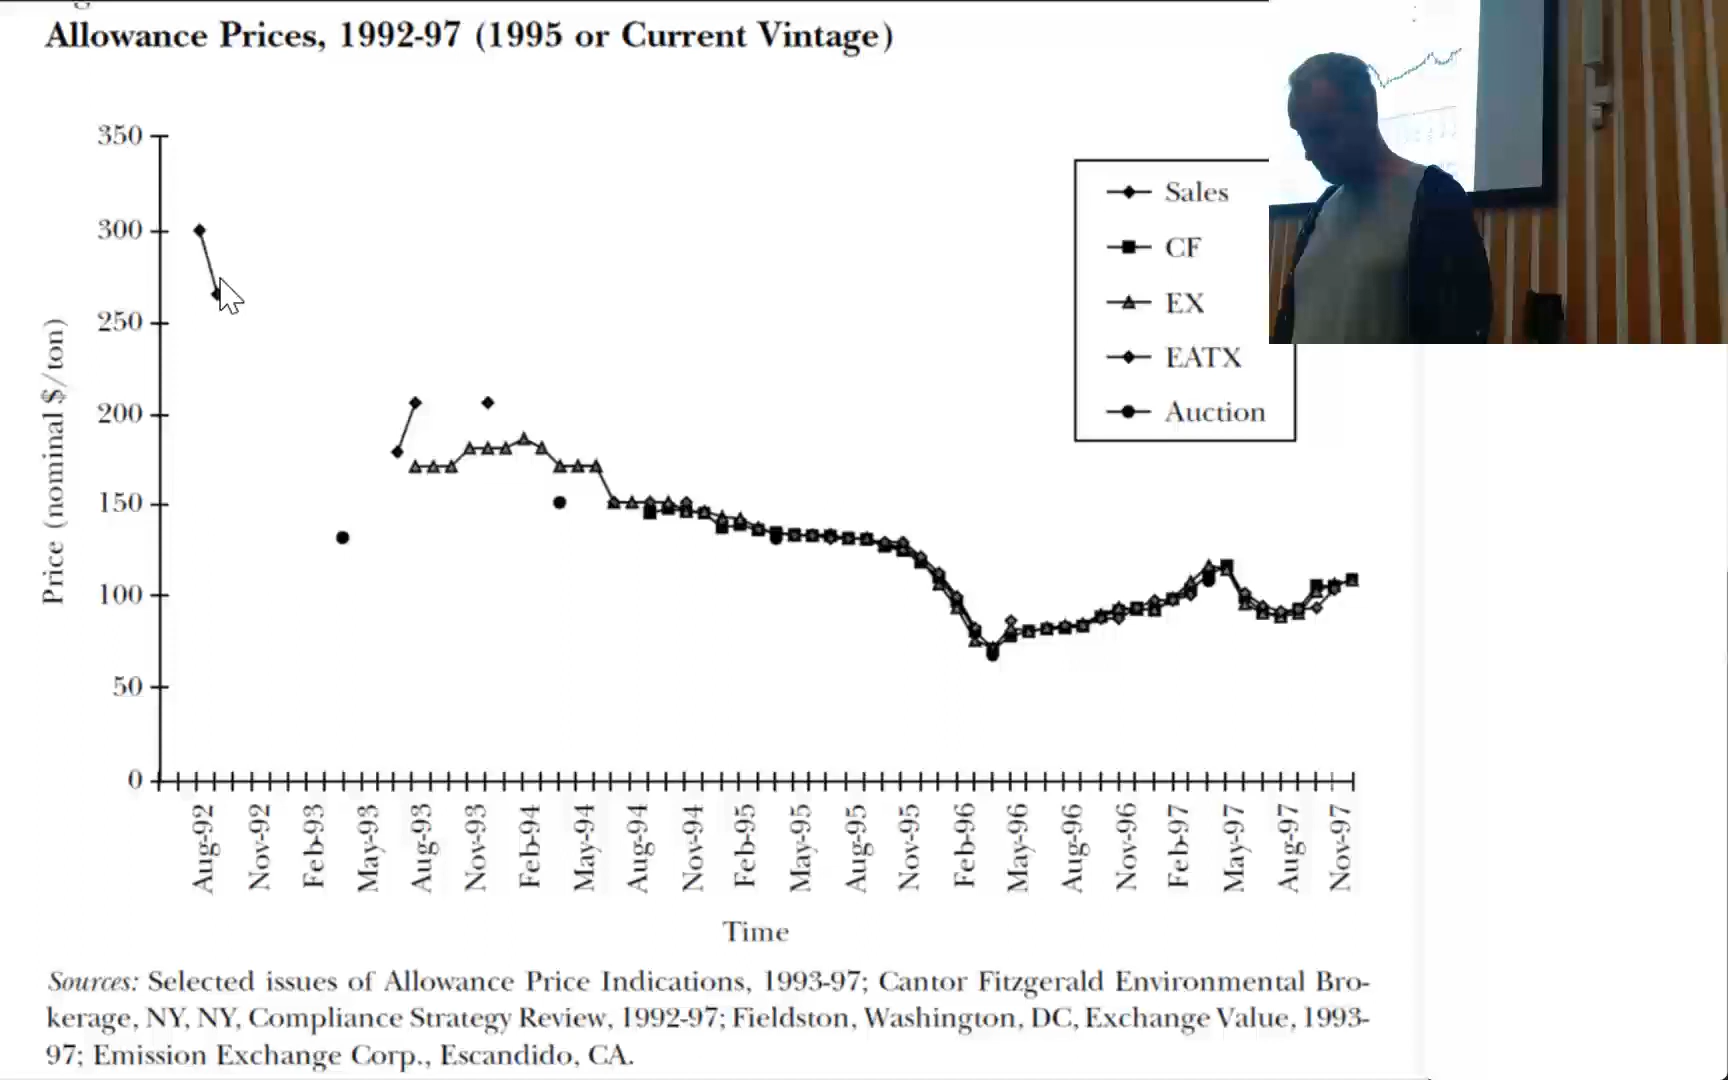 Allowance Prices, 1992-97 (1995 or Current Vintage)
350
300
250
200
150
100
50
0
Price (nominal $/ton)
Sales
CF
EX
EATX
Auction
Aug-92
Nov-92
Feb-93
May-93
Aug-93
Nov-93
Feb-94
May-94
Aug-94
Nov-94
Feb-95
May-95
Aug-95
Nov-95
Feb-96
May-96
Aug-96
Nov-96
Feb-97
May-97
Aug-97
Nov-97
Time
Sources: Selected issues of Allowance Price Indications, 1993-97; Cantor Fitzgerald Environmental Bro-
kerage, NY, NY, Compliance Strategy Review, 1992-97; Fieldston, Washington, DC, Exchange Value, 1993-
97; Emission Exchange Corp., Escandido, CA.